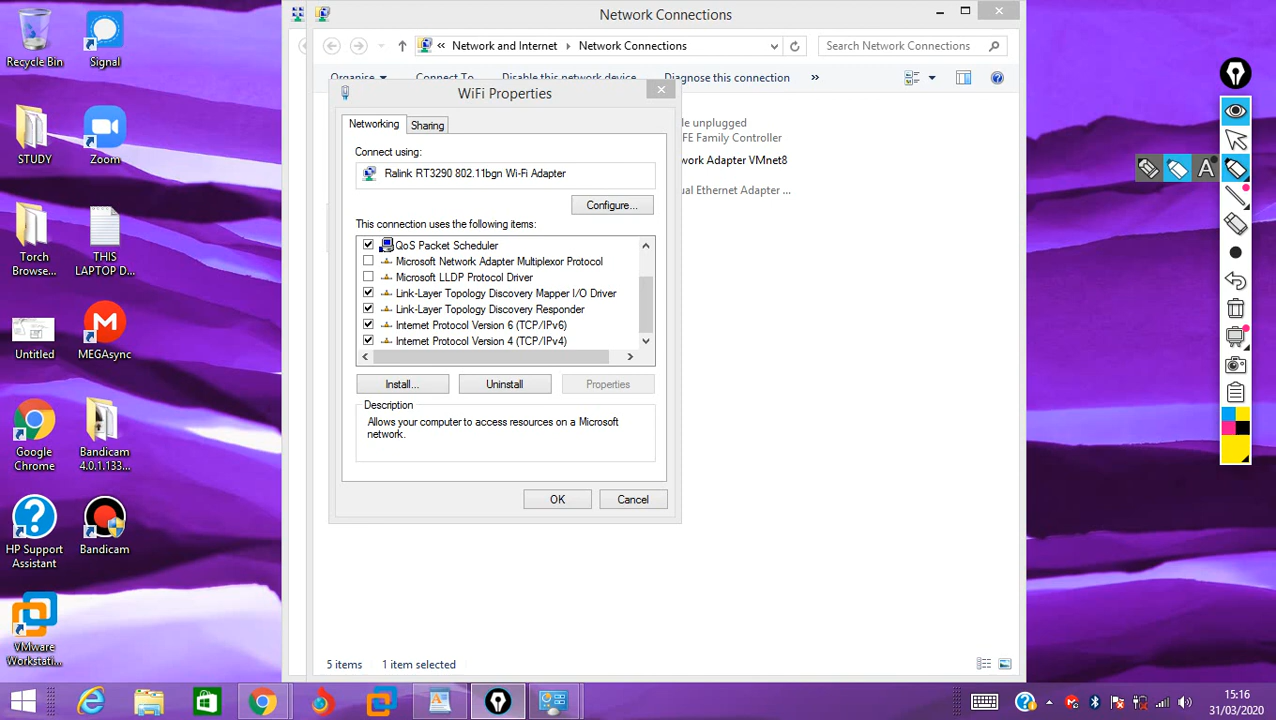 Network Connections
Recycle Bin
Signal
« Network and Internet Network Connections
Search Network Connections
Organise Connect To Disable this network device Diagnose this connection »
WiFi Properties
Networking
Sharing
le unplugged
FE Family Controller
work Adapter VMnet8
ual Ethernet Adapter ...
Connect using:
Ralink RT3290 802.11bgn Wi-Fi Adapter
Configure...
This connection uses the following items:
QoS Packet Scheduler
Microsoft Network Adapter Multiplexor Protocol
Microsoft LLDP Protocol Driver
Link-Layer Topology Discovery Mapper I/O Driver
Link-Layer Topology Discovery Responder
Internet Protocol Version 6 (TCP/IPv6)
Internet Protocol Version 4 (TCP/IPv4)
Install...
Uninstall
Properties
Description
Allows your computer to access resources on a Microsoft
network.
OK
Cancel
5 items 1 item selected
STUDY
Zoom
Torch
Browse...
THIS
LAPTOP D...
Untitled
MEGAsync
Google
Chrome
Bandicam
4.0.1.133...
HP Support
Assistant
Bandicam
VMware
Workstati...
A
15:16
31/03/2020